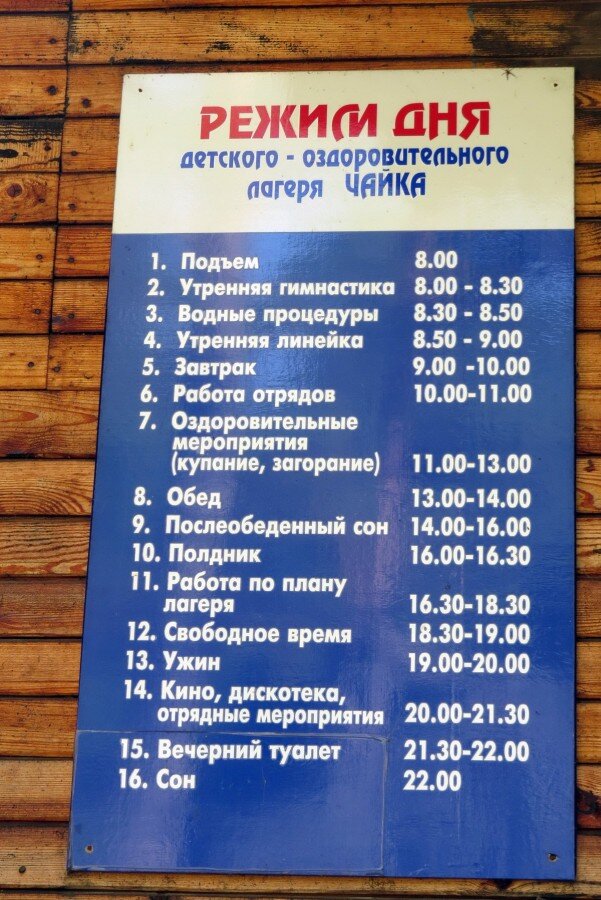 РЕЖИМ ДНЯ
детского - оздоровительного
лагеря ЧАЙКА
1. Подъем 8.00
2. Утренняя гимнастика 8.00 - 8.30
3. Водные процедуры 8.30 - 8.50
4. Утренняя линейка 8.50 - 9.00
5. Завтрак 9.00 -10.00
6. Работа отрядов 10.00-11.00
7. Оздоровительные
мероприятия
(купание, загорание) 11.00-13.00
8. Обед 13.00-14.00
9. Послеобеденный сон 14.00-16.00
10. Полдник 16.00-16.30
11. Работа по плану
лагеря 16.30-18.30
12. Свободное время 18.30-19.00
13. Ужин 19.00-20.00
14. Кино, дискотека,
отрядные мероприятия 20.00-21.30
15. Вечерний туалет 21.30-22.00
16. Сон 22.00